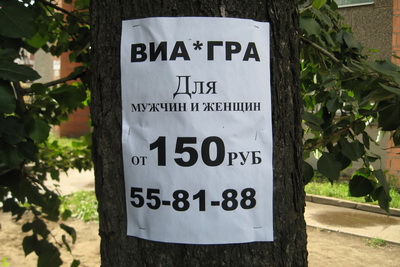 ВИА*ГРА
Для
МУЖЧИН И ЖЕНЩИН
ОТ 150 РУБ
55-81-88